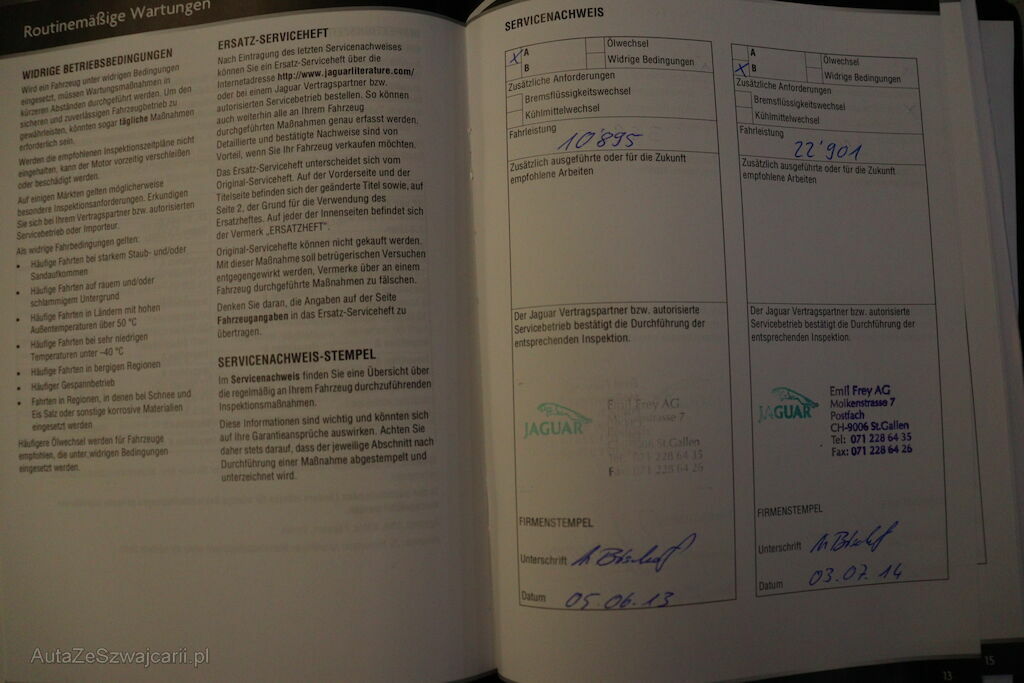 Routinemäßige Wartungen
WIDRIGE BETRIEBSBEDINGUNGEN
Wird ein Fahrzeug unter widrigen Bedingungen
eingesetzt, müssen Wartungsmaßnahmen in
kürzeren Abständen durchgeführt werden. Um den
sicheren und zuverlässigen Fahrzeugbetrieb zu
gewährleisten, könnten sogar tägliche Maßnahmen
erforderlich sein.
Werden die empfohlenen Inspektionszeitpläne nicht
eingehalten, kann der Motor vorzeitig verschleißen
oder beschädigt werden.
Auf einigen Märkten gelten möglicherweise
besondere Inspektionsanforderungen. Erkundigen
Sie sich bei Ihrem Vertragspartner bzw. autorisierten
Servicebetrieb oder Importeur.
Als widrige Fahrbedingungen gelten:
• Häufige Fahrten bei starkem Staub- und/oder
Sandaufkommen
• Häufige Fahrten auf rauem und/oder
schlammigem Untergrund
• Häufige Fahrten in Ländern mit hohen
Außentemperaturen über 50 °C
• Häufige Fahrten bei sehr niedrigen
Temperaturen unter –40 °C
• Häufige Fahrten in bergigen Regionen
• Häufiger Gespannbetrieb
• Fahrten in Regionen, in denen bei Schnee und
Eis Salz oder sonstige korrosive Materialien
eingesetzt werden
Häufigere Ölwechsel werden für Fahrzeuge
empfohlen, die unter widrigen Bedingungen
eingesetzt werden.
ERSATZ-SERVICEHEFT
Nach Eintragung des letzten Servicenachweises
können Sie ein Ersatz-Serviceheft über die
Internetadresse http://www.jaguarliterature.com/
oder bei einem Jaguar Vertragspartner bzw.
autorisierten Servicebetrieb bestellen. So können
auch weiterhin alle an Ihrem Fahrzeug
durchgeführten Maßnahmen genau erfasst werden.
Detaillierte und bestätigte Nachweise sind von
Vorteil, wenn Sie Ihr Fahrzeug verkaufen möchten.
Das Ersatz-Serviceheft unterscheidet sich vom
Original-Serviceheft. Auf der Vorderseite und der
Titelseite befinden sich der geänderte Titel sowie, auf
Seite 2, der Grund für die Verwendung des
Ersatzheftes. Auf jeder der Innenseiten befindet sich
der Vermerk „ERSATZHEFT".
Original-Servicehefte können nicht gekauft werden.
Mit dieser Maßnahme soll betrügerischen Versuchen
entgegengewirkt werden, Vermerke über an einem
Fahrzeug durchgeführte Maßnahmen zu fälschen.
Denken Sie daran, die Angaben auf der Seite
Fahrzeugangaben in das Ersatz-Serviceheft zu
übertragen.
SERVICENACHWEIS-STEMPEL
Im Servicenachweis finden Sie eine Übersicht über
die regelmäßig an Ihrem Fahrzeug durchzuführenden
Inspektionsmaßnahmen.
Diese Informationen sind wichtig und könnten sich
auf Ihre Garantieansprüche auswirken. Achten Sie
daher stets darauf, dass der jeweilige Abschnitt nach
Durchführung einer Maßnahme abgestempelt und
unterzeichnet wird.
SERVICENACHWEIS
X A
B
Ölwechsel
Widrige Bedingungen
Zusätzliche Anforderungen
Bremsflüssigkeitswechsel
Kühlmittelwechsel
Fahrleistung
10'895
Zusätzlich ausgeführte oder für die Zukunft
empfohlene Arbeiten
Der Jaguar Vertragspartner bzw. autorisierte
Servicebetrieb bestätigt die Durchführung der
entsprechenden Inspektion.
JAGUAR
Emil Frey AG
Molkenstrasse 7
CH-9006 St.Gallen
Tel: 071 228 64 35
Fax: 071 228 64 26
FIRMENSTEMPEL
Unterschrift
Datum 05.06.13
A
X B
Ölwechsel
Widrige Bedingungen
Zusätzliche Anforderungen
Bremsflüssigkeitswechsel
Kühlmittelwechsel
Fahrleistung
22'901
Zusätzlich ausgeführte oder für die Zukunft
empfohlene Arbeiten
Der Jaguar Vertragspartner bzw. autorisierte
Servicebetrieb bestätigt die Durchführung der
entsprechenden Inspektion.
JAGUAR
Emil Frey AG
Molkenstrasse 7
Postfach
CH-9006 St.Gallen
Tel: 071 228 64 35
Fax: 071 228 64 26
FIRMENSTEMPEL
Unterschrift
Datum 03.07.14
13
15
AutaZeSzwajcarii.pl